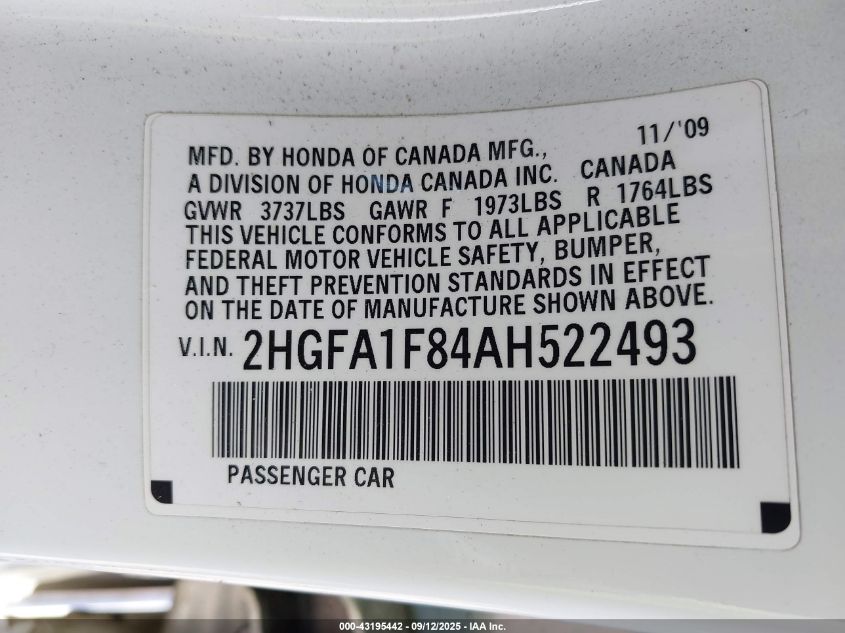 11/'09
MFD. BY HONDA OF CANADA MFG.,
A DIVISION OF HONDA CANADA INC. CANADA
GVWR 3737LBS GAWR F 1973LBS R 1764LBS
THIS VEHICLE CONFORMS TO ALL APPLICABLE
FEDERAL MOTOR VEHICLE SAFETY, BUMPER,
AND THEFT PREVENTION STANDARDS IN EFFECT
ON THE DATE OF MANUFACTURE SHOWN ABOVE.
V.I.N. 2HGFA1F84AH522493
PASSENGER CAR
000-43195442 - 09/12/2025 - IAA Inc.